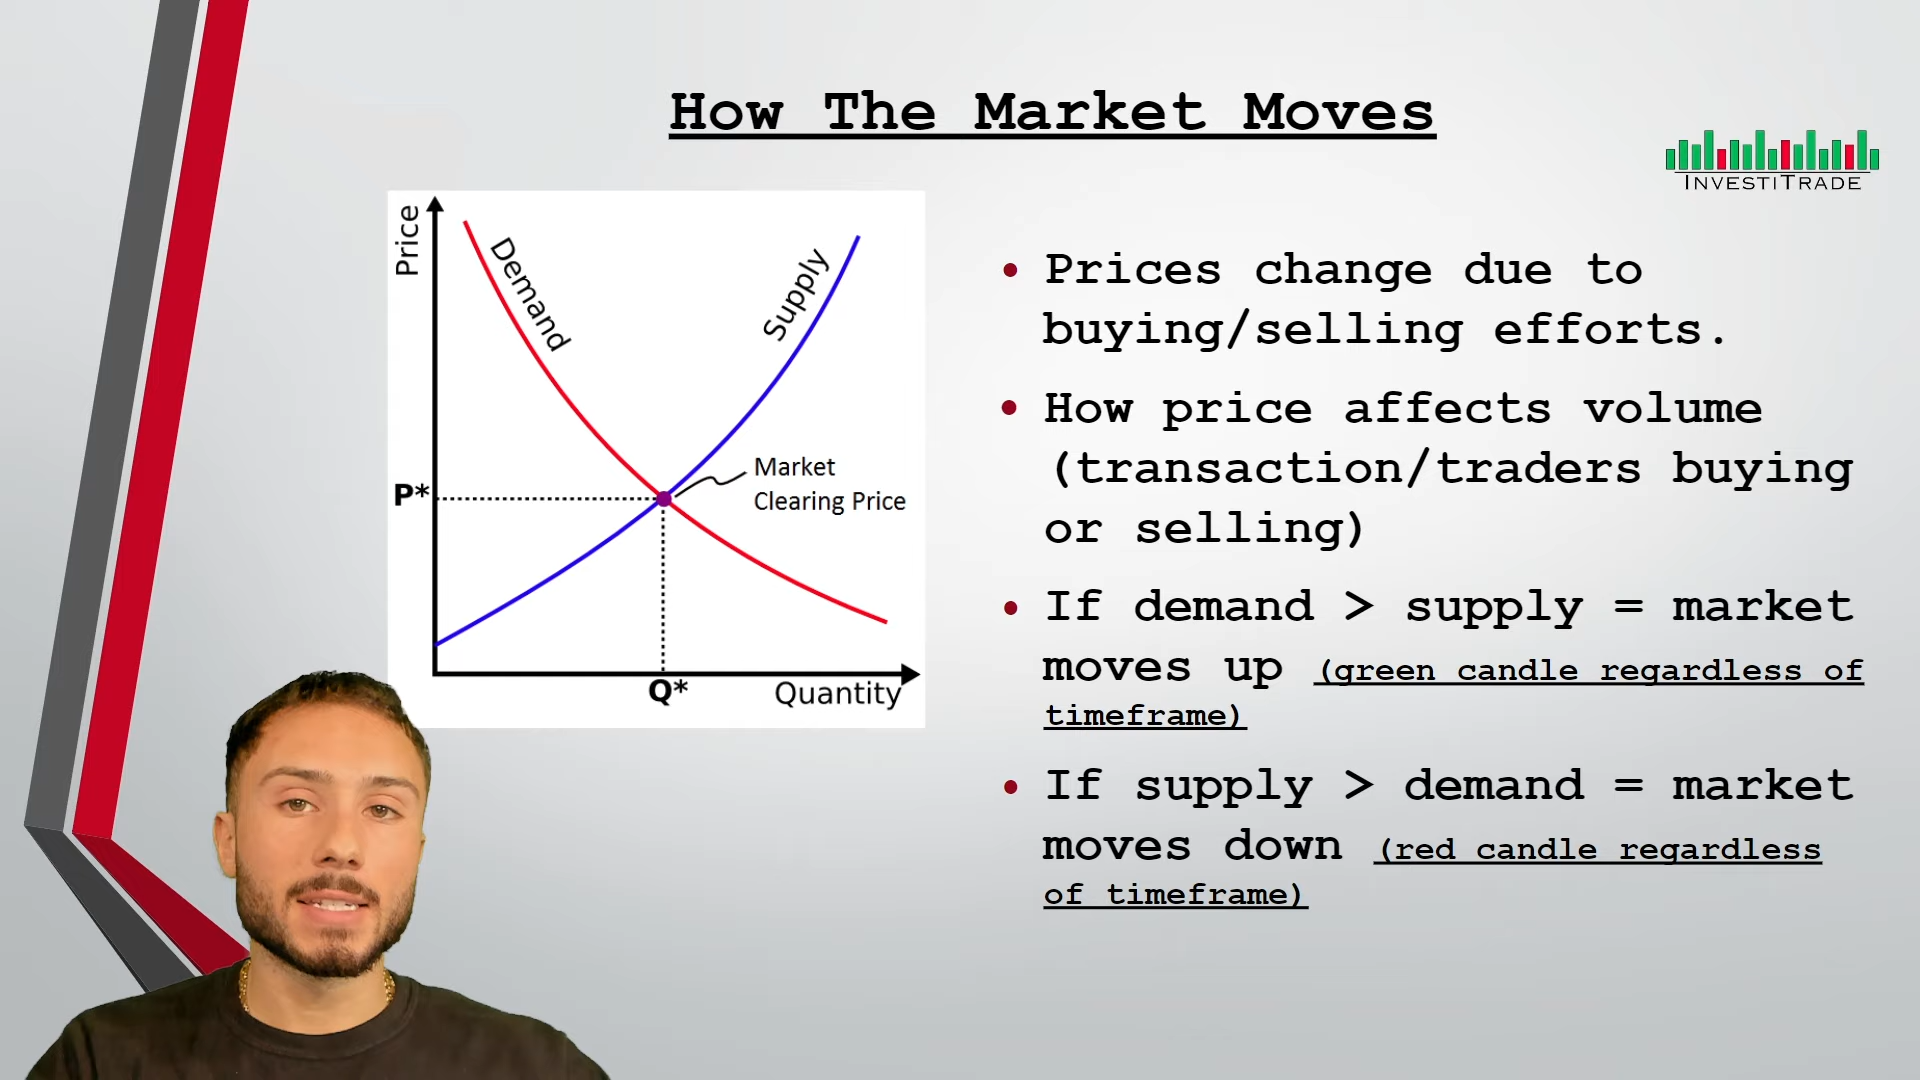 How The Market Moves
INVESTITRADE
Price
Demand
Supply
Market
Clearing Price
P*
Q*
Quantity
• Prices change due to
buying/selling efforts.
• How price affects volume
(transaction/traders buying
or selling)
• If demand > supply = market
moves up (green candle regardless of
timeframe)
• If supply > demand = market
moves down (red candle regardless
of timeframe)